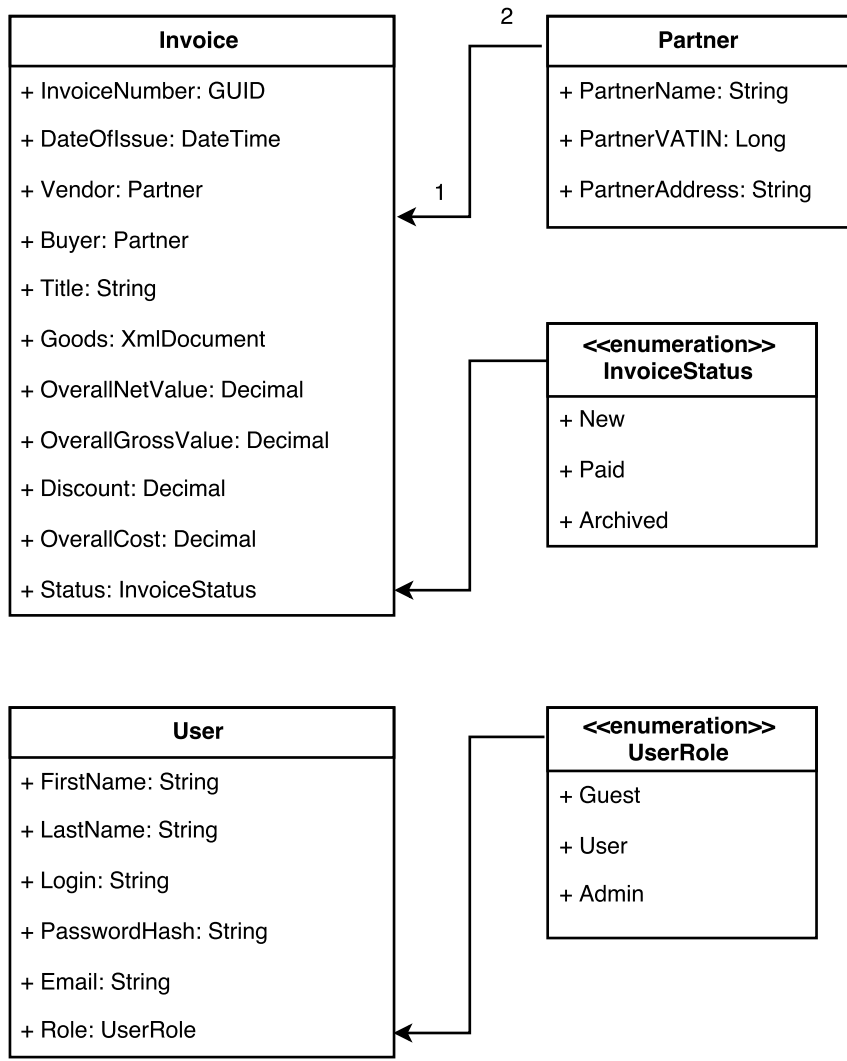 Invoice
+ InvoiceNumber: GUID
+ DateOfIssue: DateTime
+ Vendor: Partner
+ Buyer: Partner
+ Title: String
+ Goods: XmlDocument
+ OverallNetValue: Decimal
+ OverallGrossValue: Decimal
+ Discount: Decimal
+ OverallCost: Decimal
+ Status: InvoiceStatus
2
1
Partner
+ PartnerName: String
+ PartnerVATIN: Long
+ PartnerAddress: String
<<enumeration>>
InvoiceStatus
+ New
+ Paid
+ Archived
User
+ FirstName: String
+ LastName: String
+ Login: String
+ PasswordHash: String
+ Email: String
+ Role: UserRole
<<enumeration>>
UserRole
+ Guest
+ User
+ Admin